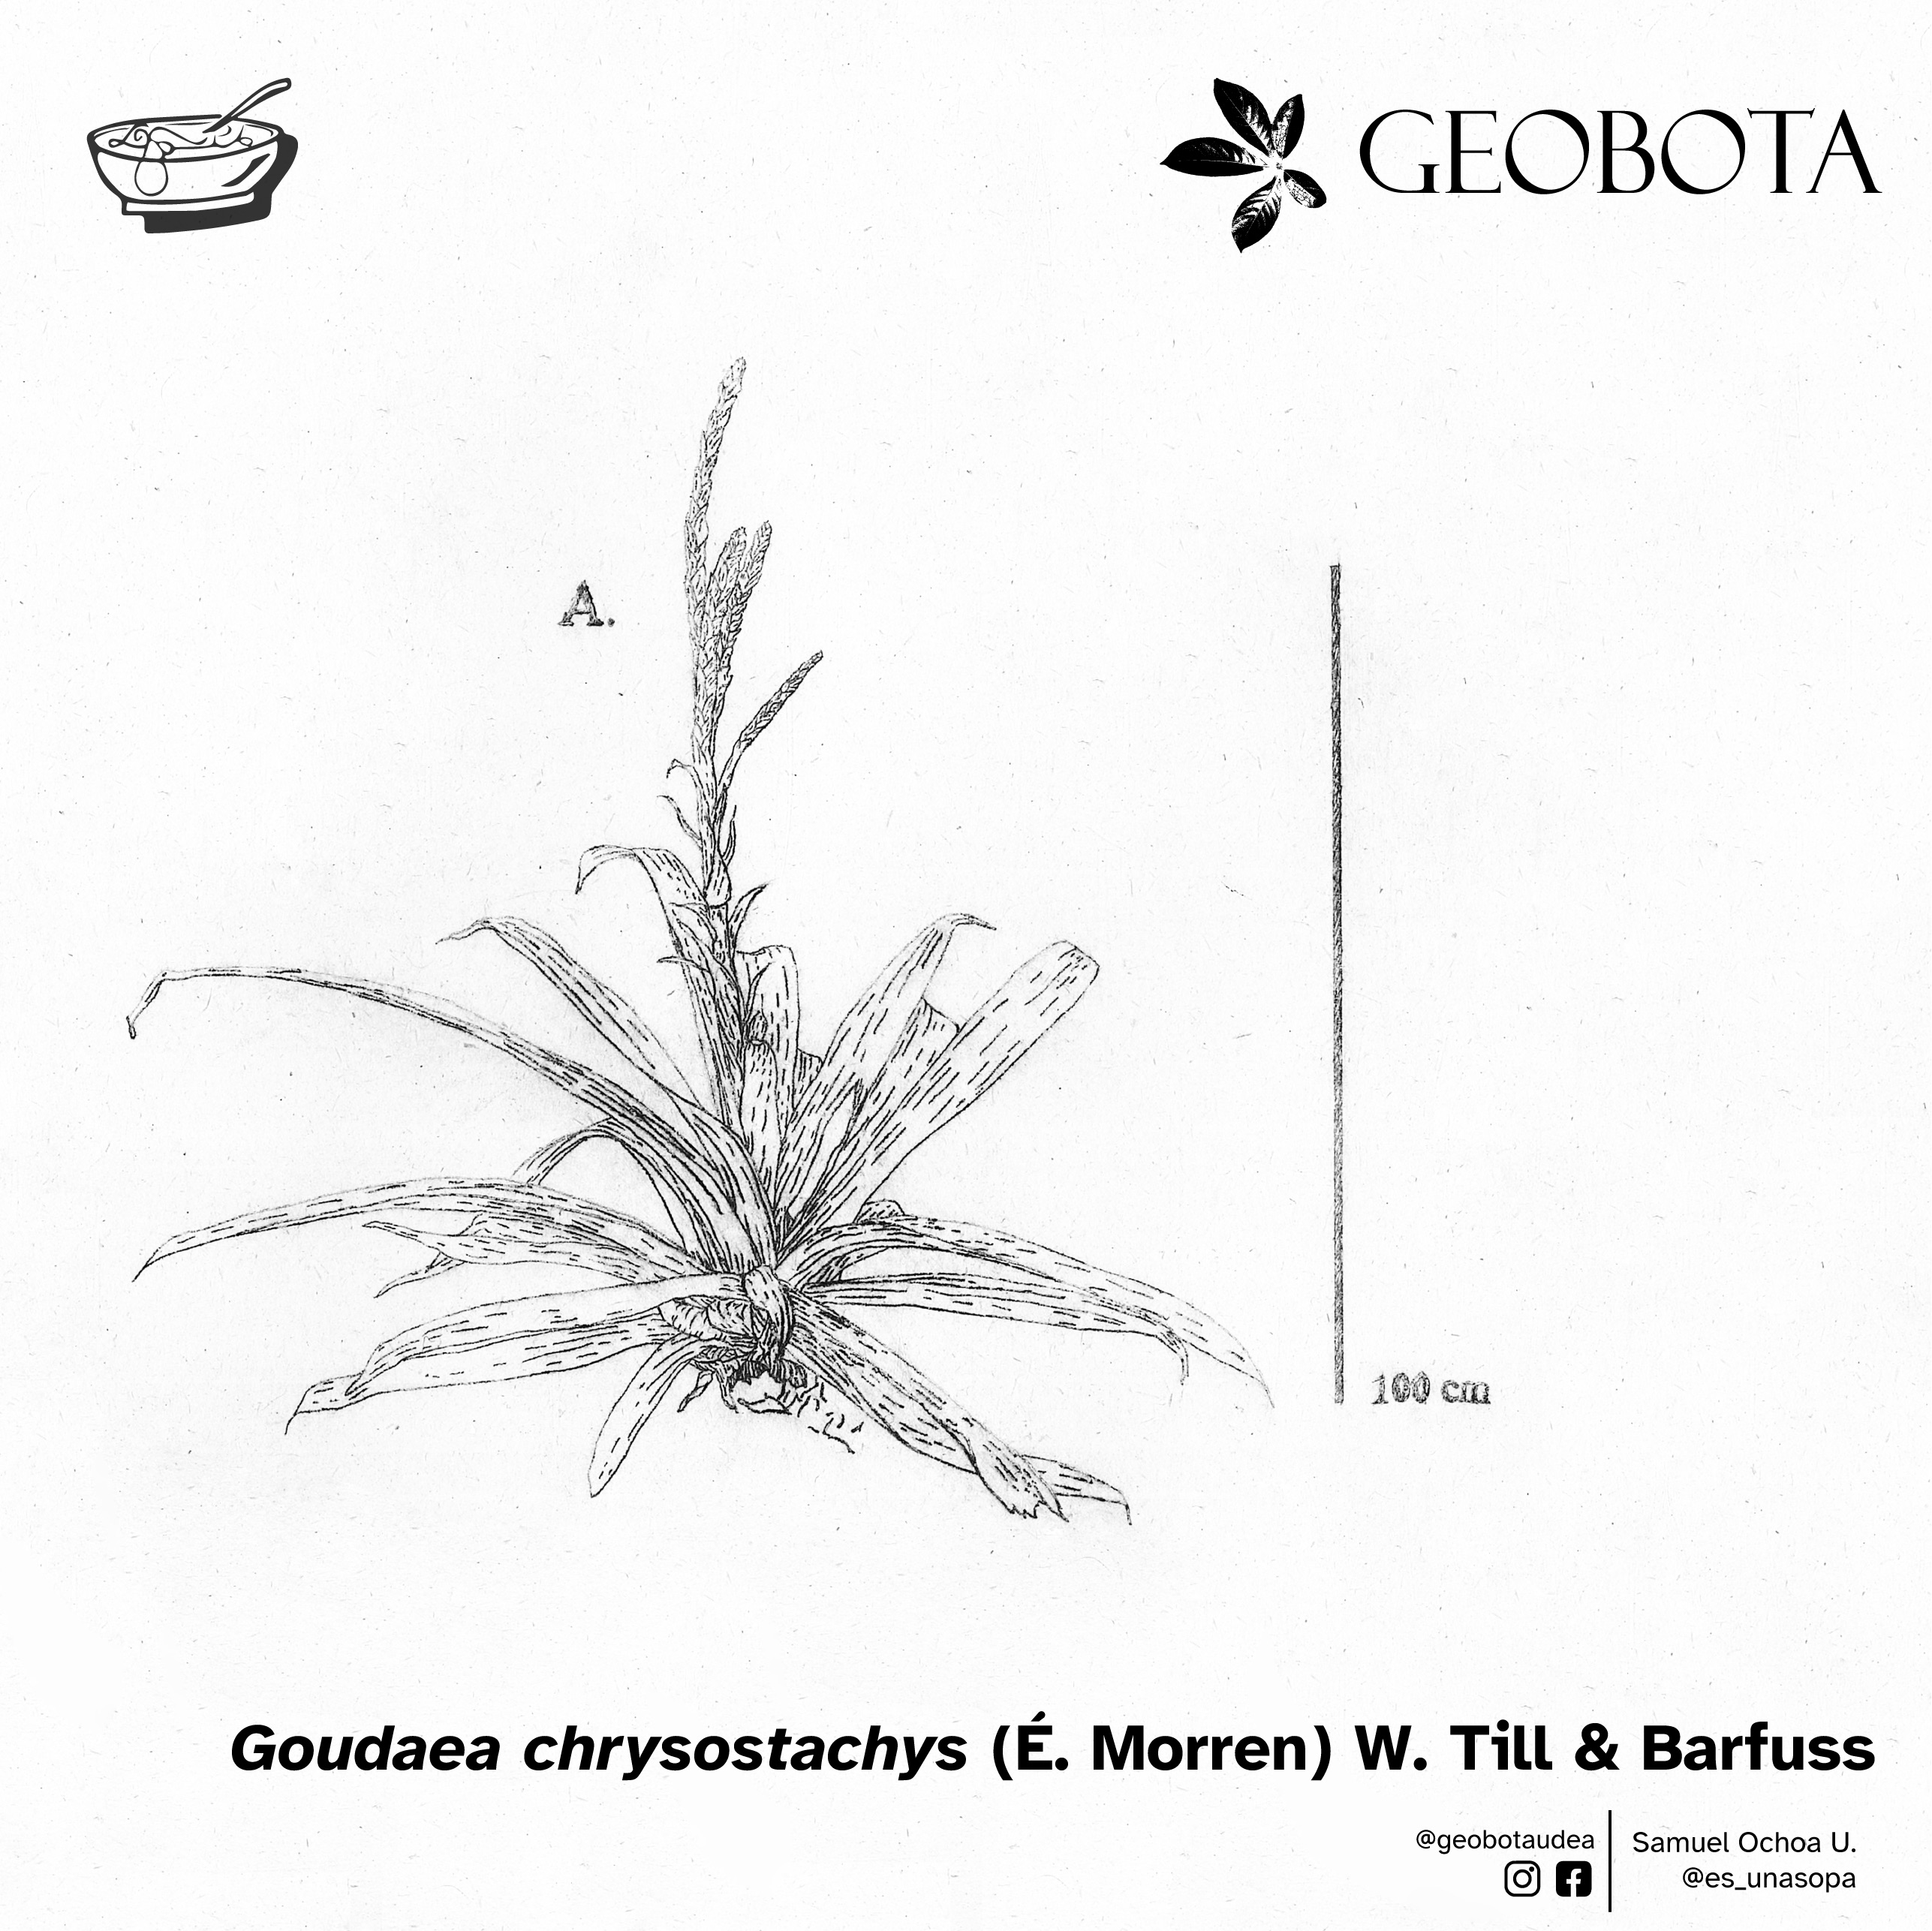 GEOBOTA
A.
100 cm
Goudaea chrysostachys (É. Morren) W. Till & Barfuss
@geobotaudea
Samuel Ochoa U.
@es_unasopa